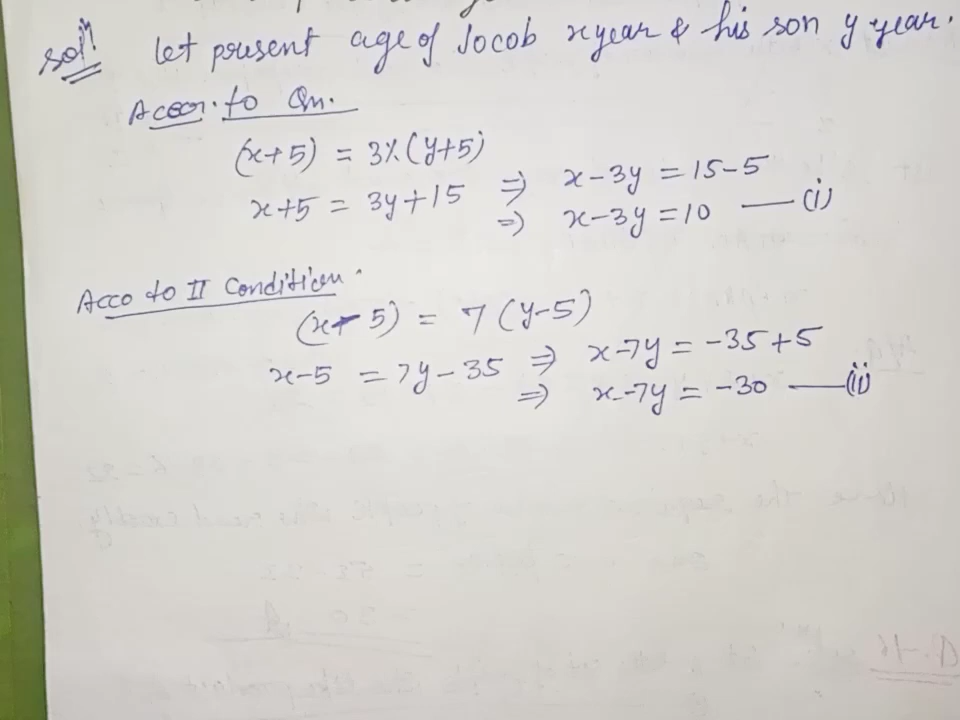 Solⁿ let present age of Jocob x year & his son y year.
Accor. to Qn.
(x+5) = 3×(y+5)
x+5 = 3y+15 ⇒ x-3y = 15-5
⇒ x-3y = 10 —(i)
Acco to II Condition.
(x-5) = 7(y-5)
x-5 = 7y-35 ⇒ x-7y = -35+5
⇒ x-7y = -30 —(ii)